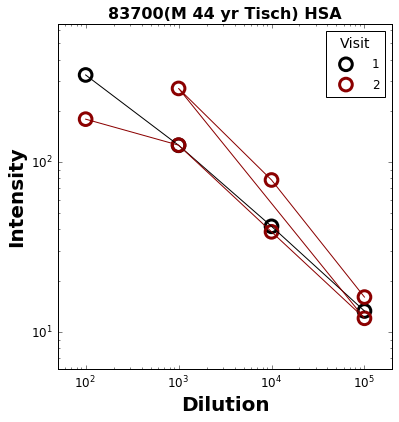 83700(M 44 yr Tisch) HSA
Visit
1
2
Intensity
10²
10¹
10²
10³
10⁴
10⁵
Dilution